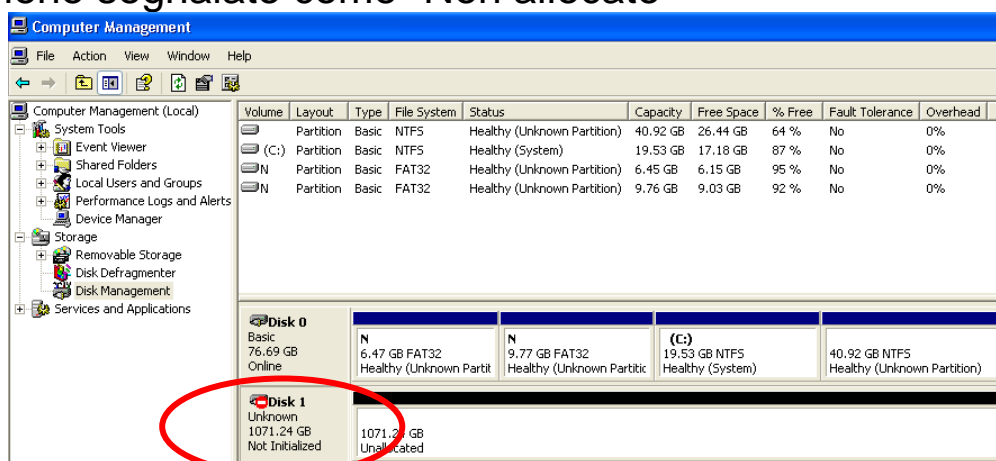 segnalato come "Non allocato"
Computer Management
File Action View Window Help
Computer Management (Local)
System Tools
Event Viewer
Shared Folders
Local Users and Groups
Performance Logs and Alerts
Device Manager
Storage
Removable Storage
Disk Defragmenter
Disk Management
Services and Applications
Volume Layout Type File System Status Capacity Free Space % Free Fault Tolerance Overhead
Partition Basic NTFS Healthy (Unknown Partition) 40.92 GB 26.44 GB 64 % No 0%
(C:) Partition Basic NTFS Healthy (System) 19.53 GB 17.18 GB 87 % No 0%
N Partition Basic FAT32 Healthy (Unknown Partition) 6.45 GB 6.15 GB 95 % No 0%
N Partition Basic FAT32 Healthy (Unknown Partition) 9.76 GB 9.03 GB 92 % No 0%
Disk 0
Basic
76.69 GB
Online
N
6.47 GB FAT32
Healthy (Unknown Partit
N
9.77 GB FAT32
Healthy (Unknown Partitic
(C:)
19.53 GB NTFS
Healthy (System)
40.92 GB NTFS
Healthy (Unknown Partition)
Disk 1
Unknown
1071.24 GB
Not Initialized
1071.24 GB
Unallocated